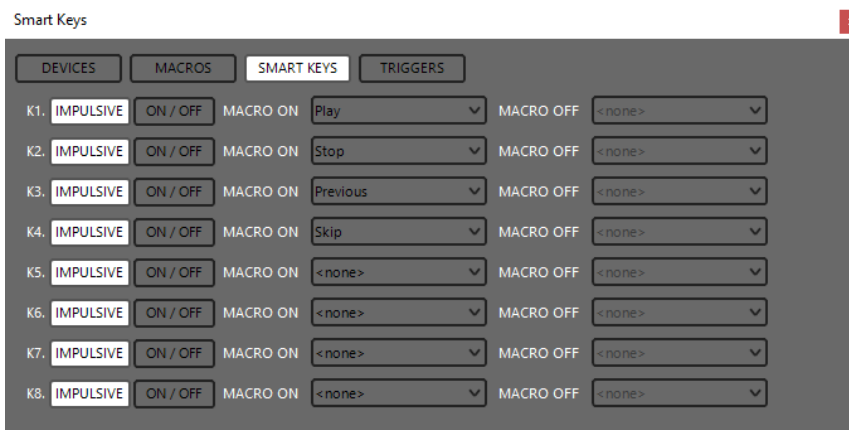 Smart Keys
DEVICES MACROS SMART KEYS TRIGGERS
K1. IMPULSIVE ON / OFF MACRO ON Play MACRO OFF <none>
K2. IMPULSIVE ON / OFF MACRO ON Stop MACRO OFF <none>
K3. IMPULSIVE ON / OFF MACRO ON Previous MACRO OFF <none>
K4. IMPULSIVE ON / OFF MACRO ON Skip MACRO OFF <none>
K5. IMPULSIVE ON / OFF MACRO ON <none> MACRO OFF <none>
K6. IMPULSIVE ON / OFF MACRO ON <none> MACRO OFF <none>
K7. IMPULSIVE ON / OFF MACRO ON <none> MACRO OFF <none>
K8. IMPULSIVE ON / OFF MACRO ON <none> MACRO OFF <none>